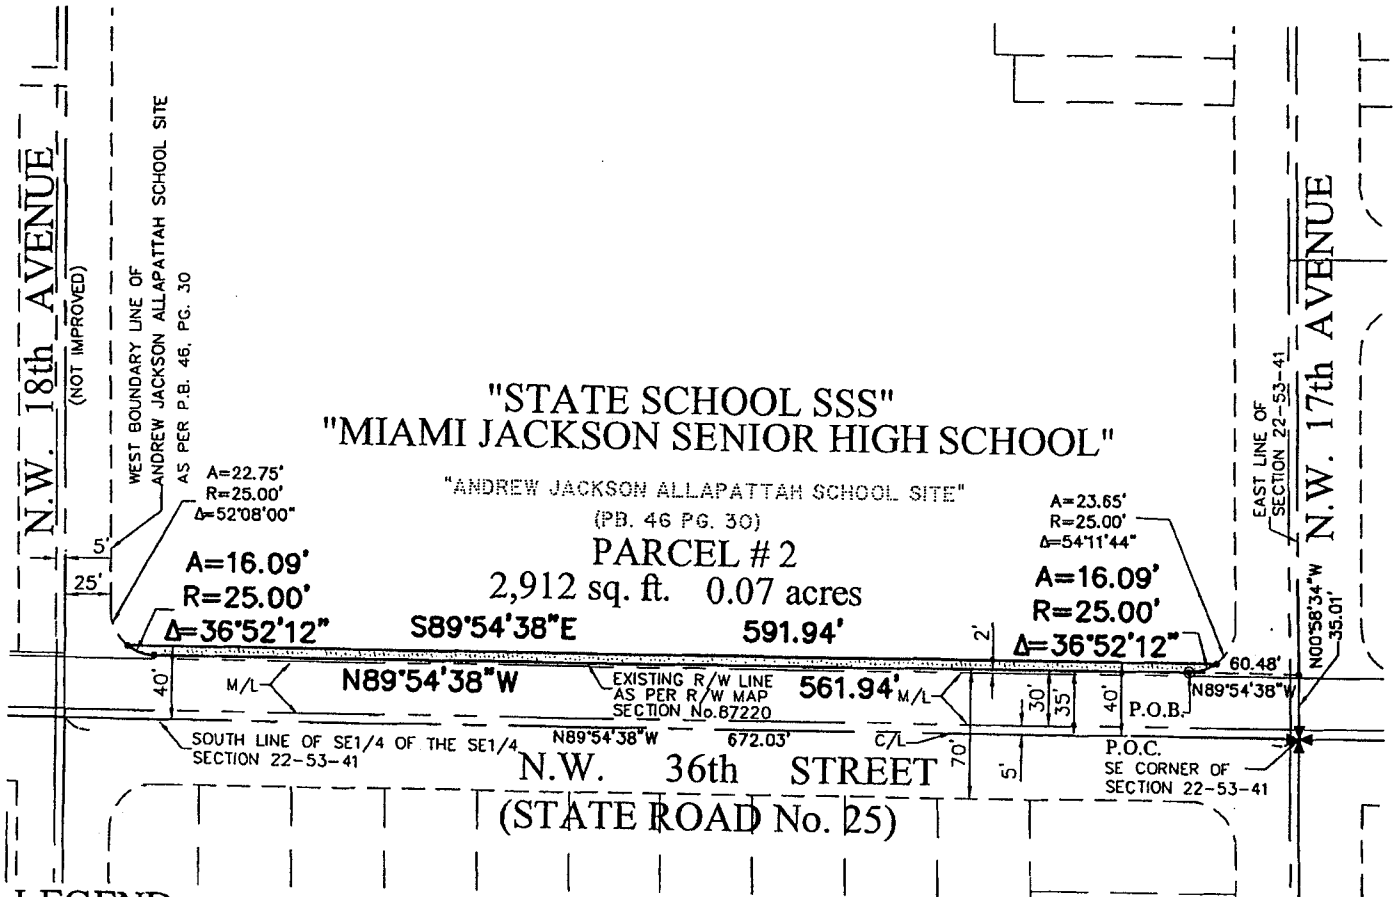 N.W. 18th AVENUE
(NOT IMPROVED)
WEST BOUNDARY LINE OF
ANDREW JACKSON ALLAPATTAH SCHOOL SITE
AS PER P.B. 46, PG. 30
"STATE SCHOOL SSS"
"MIAMI JACKSON SENIOR HIGH SCHOOL"
"ANDREW JACKSON ALLAPATTAH SCHOOL SITE"
(PB. 46 PG. 30)
PARCEL # 2
2,912 sq. ft. 0.07 acres
A=22.75'
R=25.00'
Δ=52°08'00"
A=16.09'
R=25.00'
Δ=36°52'12"
5'
25'
40'
S89°54'38"E 591.94'
N89°54'38"W 561.94'
M/L
EXISTING R/W LINE
AS PER R/W MAP
SECTION No.87220
M/L
A=23.65'
R=25.00'
Δ=54°11'44"
A=16.09'
R=25.00'
Δ=36°52'12"
2'
30'
35'
40'
70'
5'
60.48'
N89°54'38"W
P.O.B.
EAST LINE OF
SECTION 22-53-41
N.W. 17th AVENUE
N00°58'34"W
35.01'
SOUTH LINE OF SE1/4 OF THE SE1/4
SECTION 22-53-41
N89°54'38"W 672.03'
C/L
P.O.C.
SE CORNER OF
SECTION 22-53-41
N.W. 36th STREET
(STATE ROAD No. 25)
LEGEND